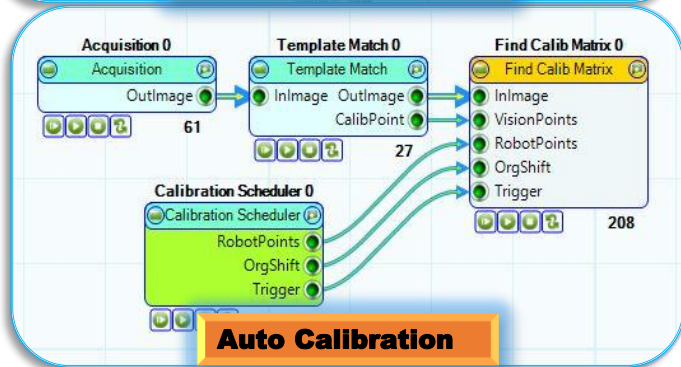 Acquisition 0
Acquisition
OutImage
61
Template Match 0
Template Match
InImage OutImage
CalibPoint
27
Find Calib Matrix 0
Find Calib Matrix
InImage
VisionPoints
RobotPoints
OrgShift
Trigger
208
Calibration Scheduler 0
Calibration Scheduler
RobotPoints
OrgShift
Trigger
Auto Calibration